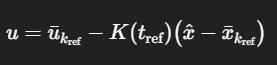 u = ū_{k_ref} − K(t_ref)(x̂ − x̄_{k_ref})